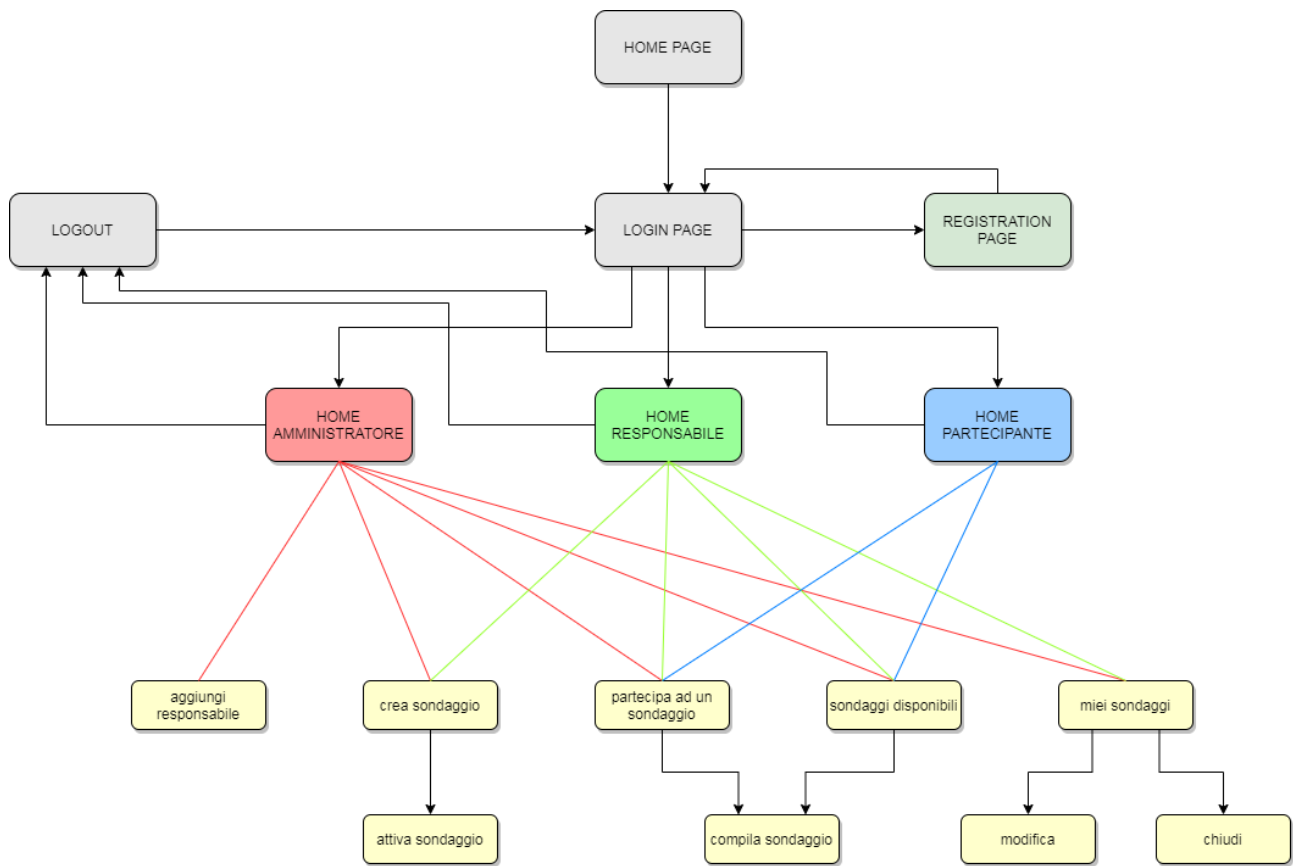 HOME PAGE
LOGOUT
LOGIN PAGE
REGISTRATION
PAGE
HOME
AMMINISTRATORE
HOME
RESPONSABILE
HOME
PARTECIPANTE
aggiungi
responsabile
crea sondaggio
partecipa ad un
sondaggio
sondaggi disponibili
miei sondaggi
attiva sondaggio
compila sondaggio
modifica
chiudi